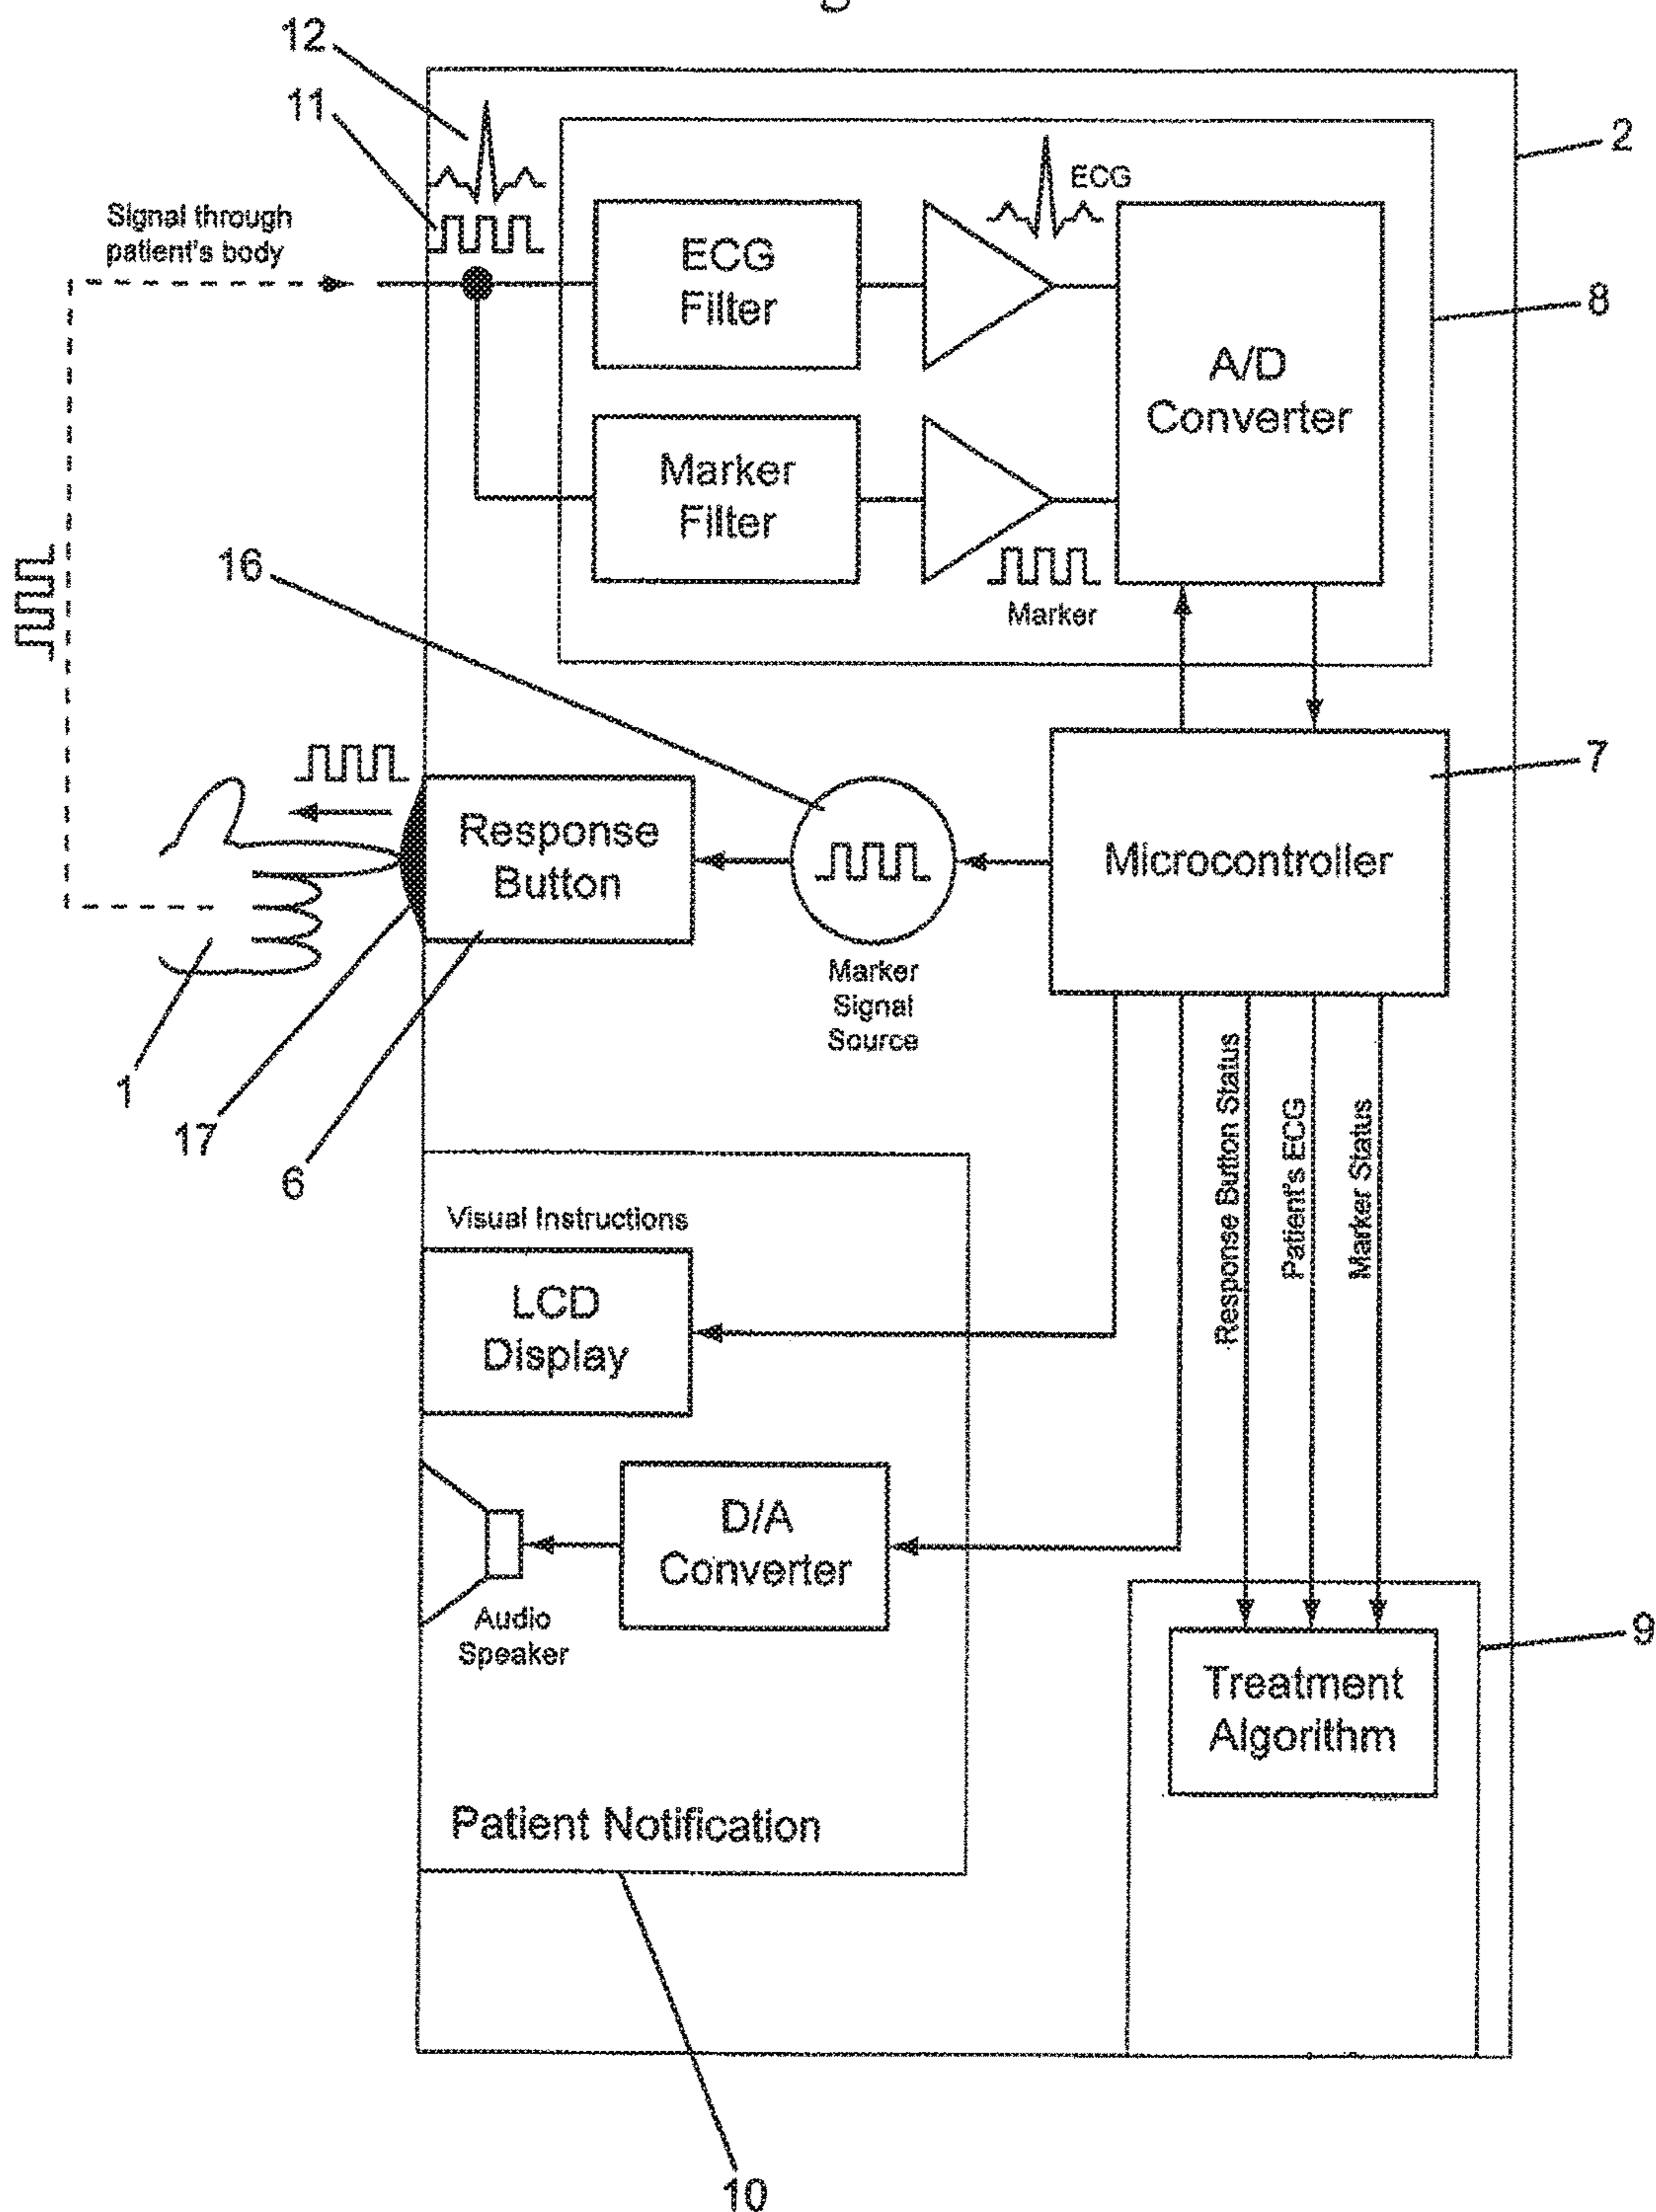 12
11
2
ECG
Signal through
patient's body
ECG
Filter
8
A/D
Converter
Marker
Filter
16
Marker
7
Response
Button
Microcontroller
Marker
Signal
Source
1
17
6
Response Button Status
Patient's ECG
Marker Status
Visual Instructions
LCD
Display
D/A
Converter
Audio
Speaker
9
Treatment
Algorithm
Patient Notification
10